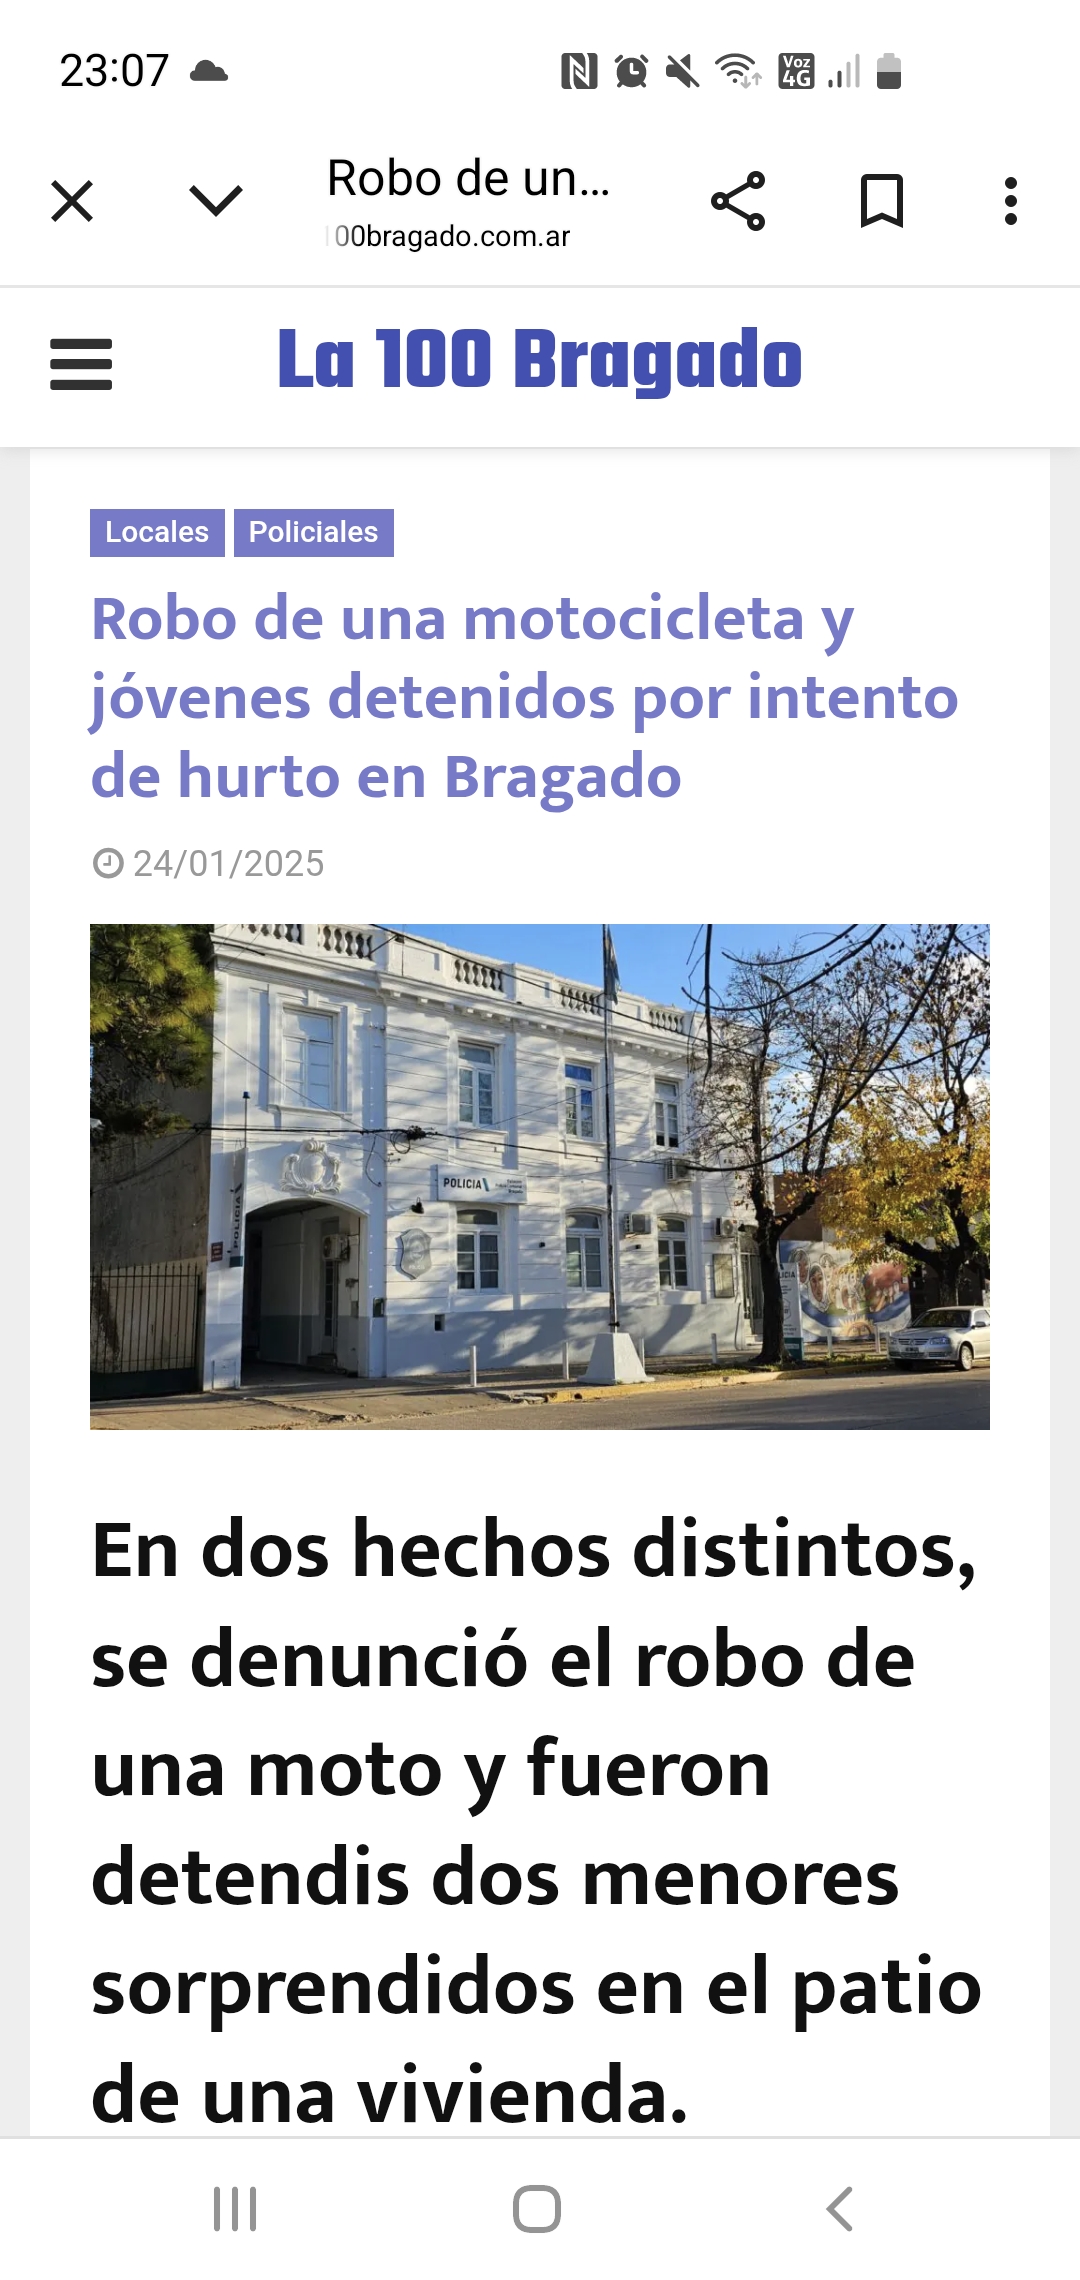 23:07
Voz 4G
Robo de un...
00bragado.com.ar
La 100 Bragado
Locales Policiales
Robo de una motocicleta y
jóvenes detenidos por intento
de hurto en Bragado
24/01/2025
POLICIA
POLICIA
En dos hechos distintos,
se denunció el robo de
una moto y fueron
detendis dos menores
sorprendidos en el patio
de una vivienda.